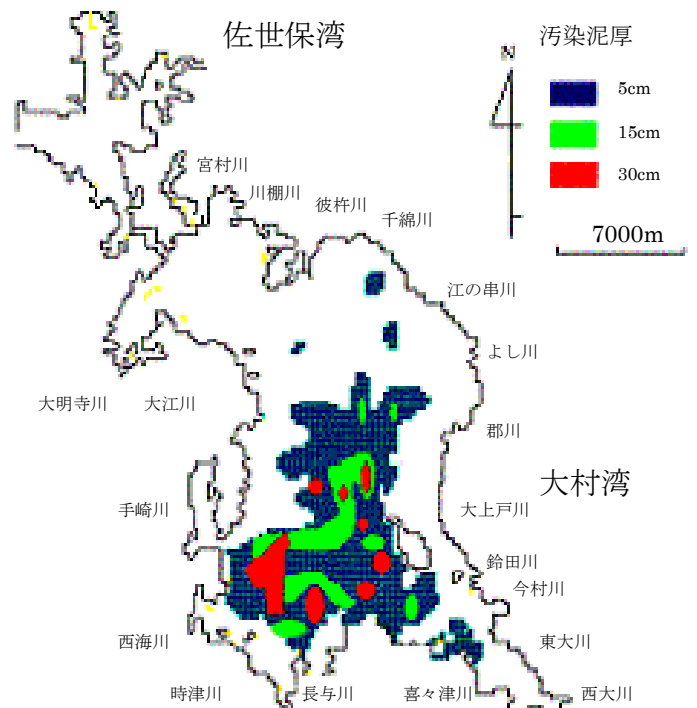 佐世保湾
N
汚染泥厚
5cm
15cm
30cm
7000m
宮村川
川棚川
彼杵川
千綿川
江の串川
よし川
大明寺川
大江川
郡川
大村湾
手崎川
大上戸川
鈴田川
今村川
西海川
東大川
時津川
長与川
喜々津川
西大川